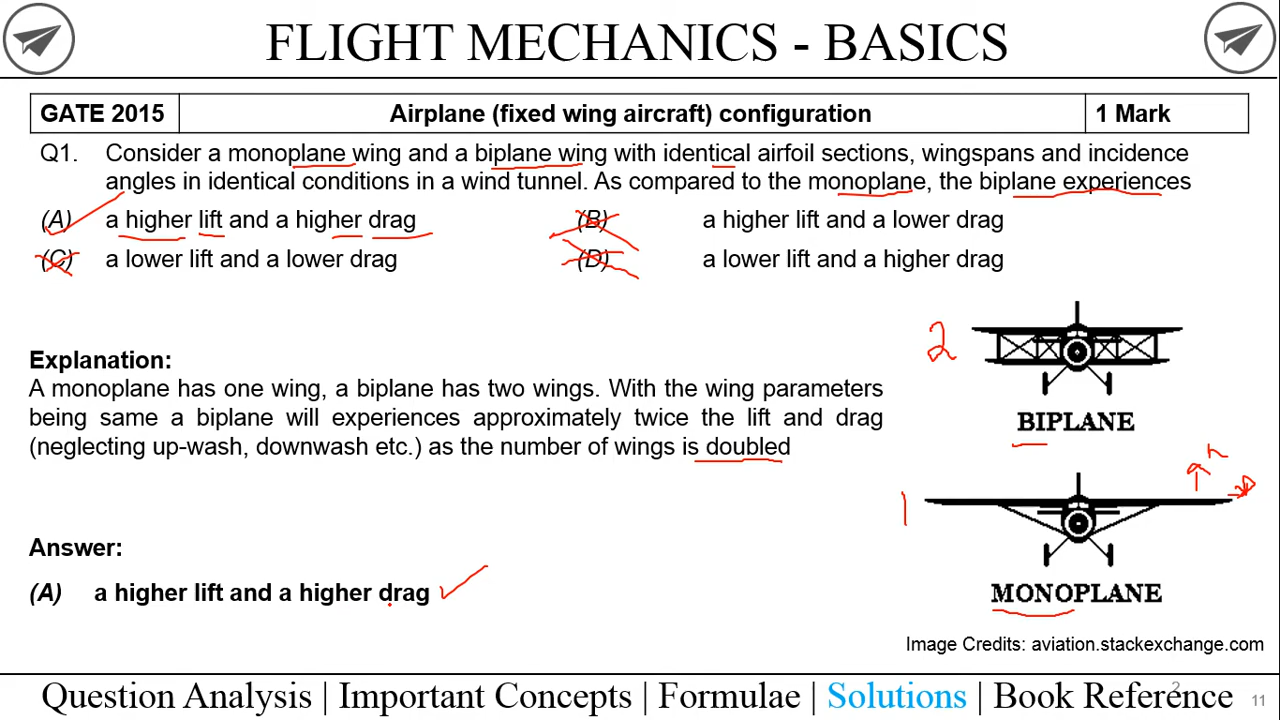 FLIGHT MECHANICS - BASICS
GATE 2015 Airplane (fixed wing aircraft) configuration 1 Mark
Q1. Consider a monoplane wing and a biplane wing with identical airfoil sections, wingspans and incidence
angles in identical conditions in a wind tunnel. As compared to the monoplane, the biplane experiences
(A) a higher lift and a higher drag (B) a higher lift and a lower drag
(C) a lower lift and a lower drag (D) a lower lift and a higher drag
2
Explanation:
A monoplane has one wing, a biplane has two wings. With the wing parameters
being same a biplane will experiences approximately twice the lift and drag
(neglecting up-wash, downwash etc.) as the number of wings is doubled
BIPLANE
1
Answer:
(A) a higher lift and a higher drag
MONOPLANE
Image Credits: aviation.stackexchange.com
Question Analysis | Important Concepts | Formulae | Solutions | Book Reference
2
11